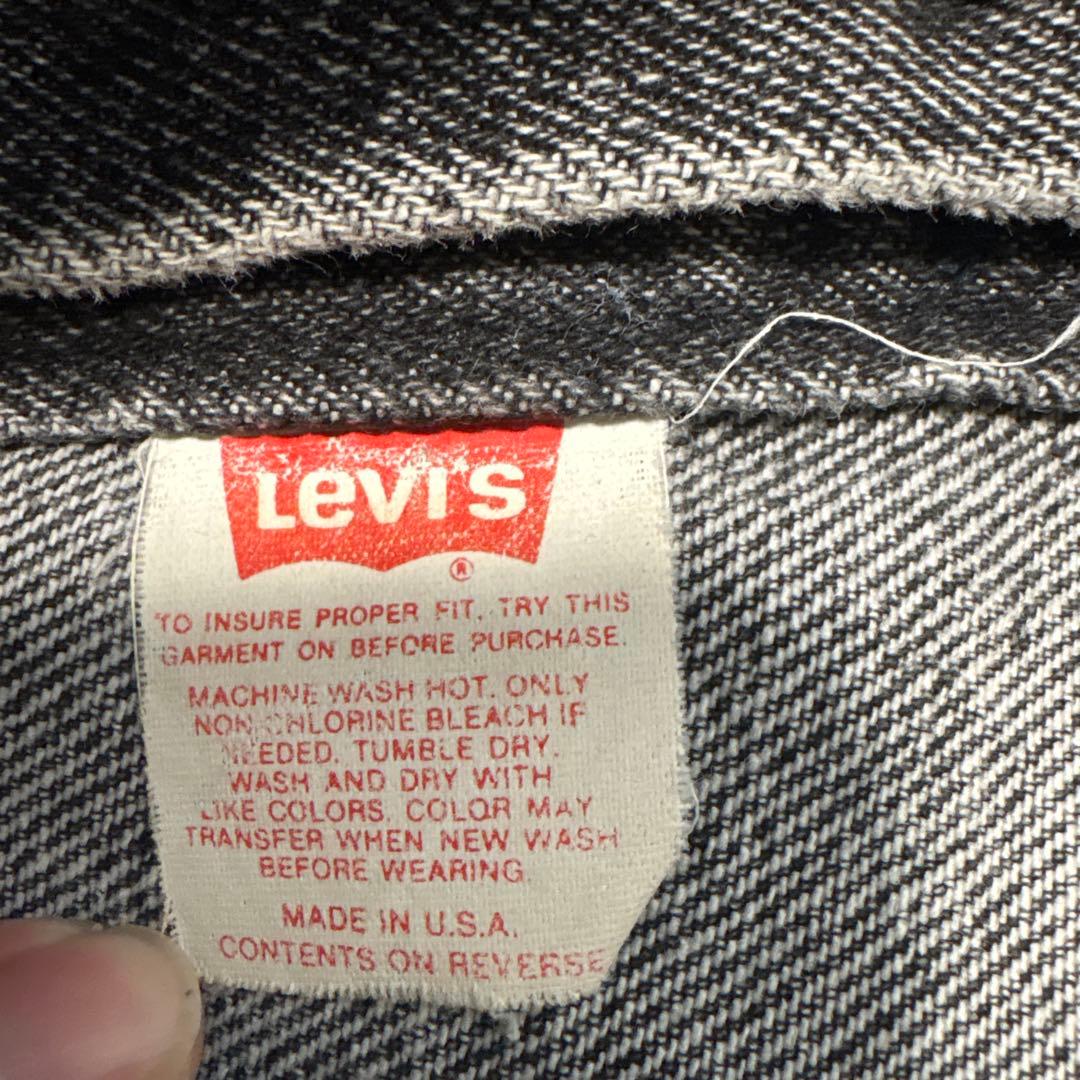 Levi's
®
TO INSURE PROPER FIT, TRY THIS
GARMENT ON BEFORE PURCHASE.
MACHINE WASH HOT. ONLY
NON-CHLORINE BLEACH IF
NEEDED. TUMBLE DRY.
WASH AND DRY WITH
LIKE COLORS. COLOR MAY
TRANSFER WHEN NEW WASH
BEFORE WEARING.
MADE IN U.S.A.
CONTENTS ON REVERSE